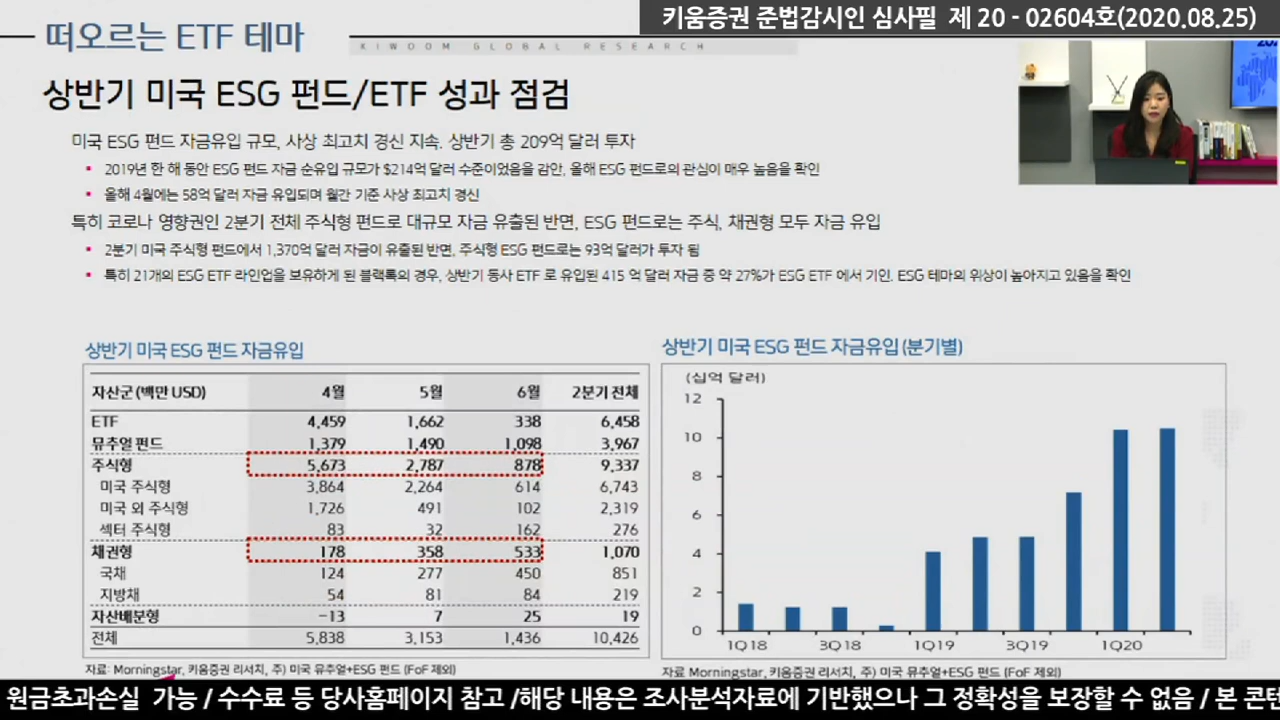 키움증권 준법감시인 심사필 제 20 - 02604호(2020.08.25)
떠오르는 ETF 테마
KIWOOM GLOBAL RESEARCH
상반기 미국 ESG 펀드/ETF 성과 점검
미국 ESG 펀드 자금유입 규모, 사상 최고치 경신 지속. 상반기 총 209억 달러 투자
▪ 2019년 한 해 동안 ESG 펀드 자금 순유입 규모가 $214억 달러 수준이었음을 감안, 올해 ESG 펀드로의 관심이 매우 높음을 확인
▪ 올해 4월에는 58억 달러 자금 유입되며 월간 기준 사상 최고치 경신
특히 코로나 영향권인 2분기 전체 주식형 펀드로 대규모 자금 유출된 반면, ESG 펀드로는 주식, 채권형 모두 자금 유입
▪ 2분기 미국 주식형 펀드에서 1,370억 달러 자금이 유출된 반면, 주식형 ESG 펀드로는 93억 달러가 투자 됨
▪ 특히 21개의 ESG ETF 라인업을 보유하게 된 블랙록의 경우, 상반기 동사 ETF 로 유입된 415 억 달러 자금 중 약 27%가 ESG ETF 에서 기인. ESG 테마의 위상이 높아지고 있음을 확인
상반기 미국 ESG 펀드 자금유입
자산군 (백만 USD) 4월 5월 6월 2분기 전체
ETF 4,459 1,662 338 6,458
뮤추얼 펀드 1,379 1,490 1,098 3,967
주식형 5,673 2,787 878 9,337
미국 주식형 3,864 2,264 614 6,743
미국 외 주식형 1,726 491 102 2,319
섹터 주식형 83 32 162 276
채권형 178 358 533 1,070
국채 124 277 450 851
지방채 54 81 84 219
자산배분형 -13 7 25 19
전체 5,838 3,153 1,436 10,426
자료: Morningstar, 키움증권 리서치, 주) 미국 뮤추얼+ESG 펀드 (FoF 제외)
상반기 미국 ESG 펀드 자금유입 (분기별)
(십억 달러)
12
10
8
6
4
2
0
1Q18 3Q18 1Q19 3Q19 1Q20
자료 Morningstar, 키움증권 리서치, 주) 미국 뮤추얼+ESG 펀드 (FoF 제외)
원금초과손실 가능 / 수수료 등 당사홈페이지 참고 /해당 내용은 조사분석자료에 기반했으나 그 정확성을 보장할 수 없음 / 본 콘텐